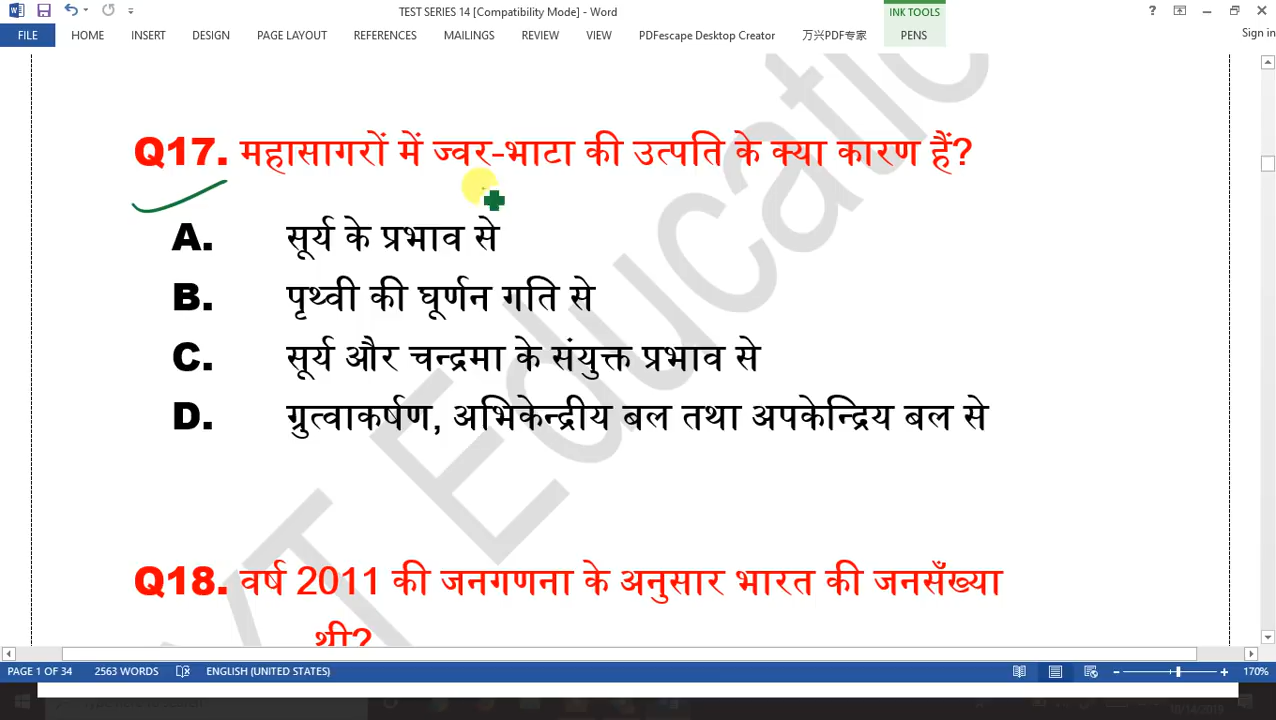 TEST SERIES 14 [Compatibility Mode] - Word
INK TOOLS
FILE HOME INSERT DESIGN PAGE LAYOUT REFERENCES MAILINGS REVIEW VIEW PDFescape Desktop Creator 万兴PDF专家 PENS
Sign in
Q17. महासागरों में ज्वर-भाटा की उत्पति के क्या कारण हैं?
A. सूर्य के प्रभाव से
B. पृथ्वी की घूर्णन गति से
C. सूर्य और चन्द्रमा के संयुक्त प्रभाव से
D. ग्रुत्वाकर्षण, अभिकेन्द्रीय बल तथा अपकेन्द्रिय बल से
Q18. वर्ष 2011 की जनगणना के अनुसार भारत की जनसँख्या
थी?
PAGE 1 OF 34 2563 WORDS ENGLISH (UNITED STATES) 170%
10/14/2019